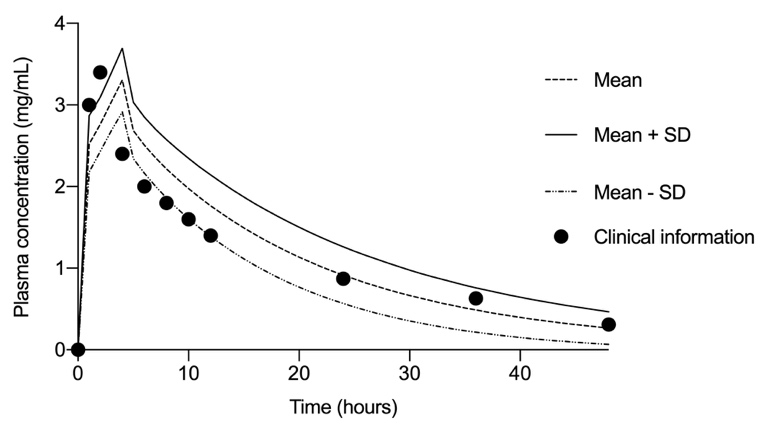 4
3
2
1
0
Plasma concentration (mg/mL)
0 10 20 30 40
Time (hours)
Mean
Mean + SD
Mean - SD
Clinical information